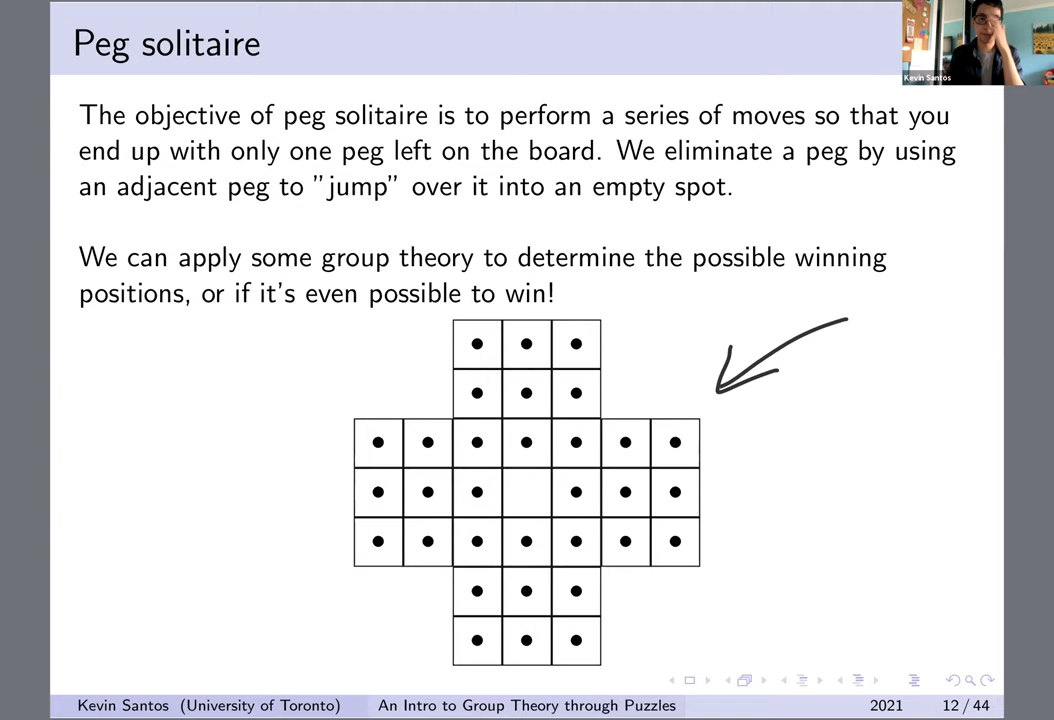 Peg solitaire
Kevin Santos
The objective of peg solitaire is to perform a series of moves so that you
end up with only one peg left on the board. We eliminate a peg by using
an adjacent peg to ”jump” over it into an empty spot.
We can apply some group theory to determine the possible winning
positions, or if it's even possible to win!
Kevin Santos (University of Toronto)
An Intro to Group Theory through Puzzles
2021
12 / 44